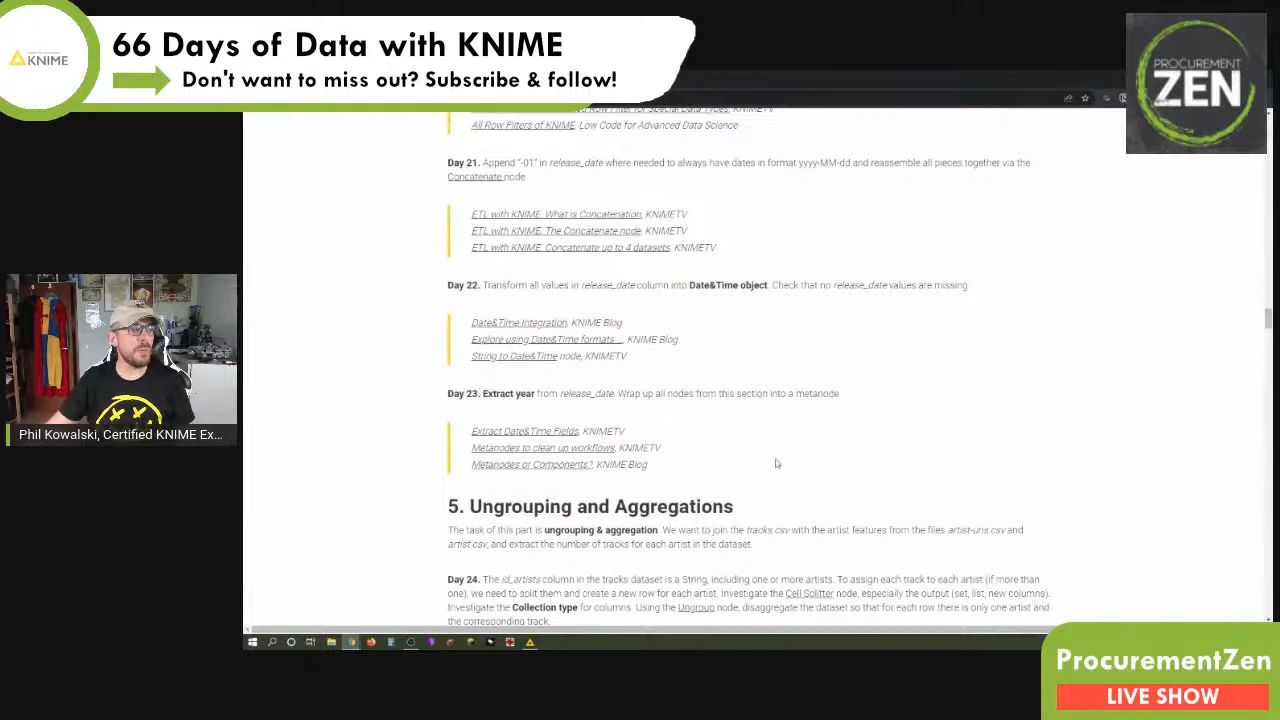 66 Days of Data with KNIME
Don't want to miss out? Subscribe & follow!
KNIME
PROCUREMENT
ZEN
Row Filter for Special Data Types, KNIMETV
All Row Filters of KNIME, Low Code for Advanced Data Science
Day 21. Append "-01" in release_date where needed to always have dates in format yyyy-MM-dd and reassemble all pieces together via the
Concatenate node.
ETL with KNIME. What is Concatenation, KNIMETV
ETL with KNIME. The Concatenate node, KNIMETV
ETL with KNIME. Concatenate up to 4 datasets, KNIMETV
Day 22. Transform all values in release_date column into Date&Time object. Check that no release_date values are missing.
Date&Time Integration, KNIME Blog
Explore using Date&Time formats ..., KNIME Blog
String to Date&Time node, KNIMETV
Day 23. Extract year from release_date. Wrap up all nodes from this section into a metanode.
Extract Date&Time Fields, KNIMETV
Metanodes to clean up workflows, KNIMETV
Metanodes or Components?, KNIME Blog
Phil Kowalski, Certified KNIME Ex...
5. Ungrouping and Aggregations
The task of this part is ungrouping & aggregation. We want to join the tracks.csv with the artist features from the files artist-uris.csv and
artist.csv, and extract the number of tracks for each artist in the dataset.
Day 24. The id_artists column in the tracks dataset is a String, including one or more artists. To assign each track to each artist (if more than
one), we need to split them and create a new row for each artist. Investigate the Cell Splitter node, especially the output (set, list, new columns).
Investigate the Collection type for columns. Using the Ungroup node, disaggregate the dataset so that for each row there is only one artist and
the corresponding track.
ProcurementZen
LIVE SHOW